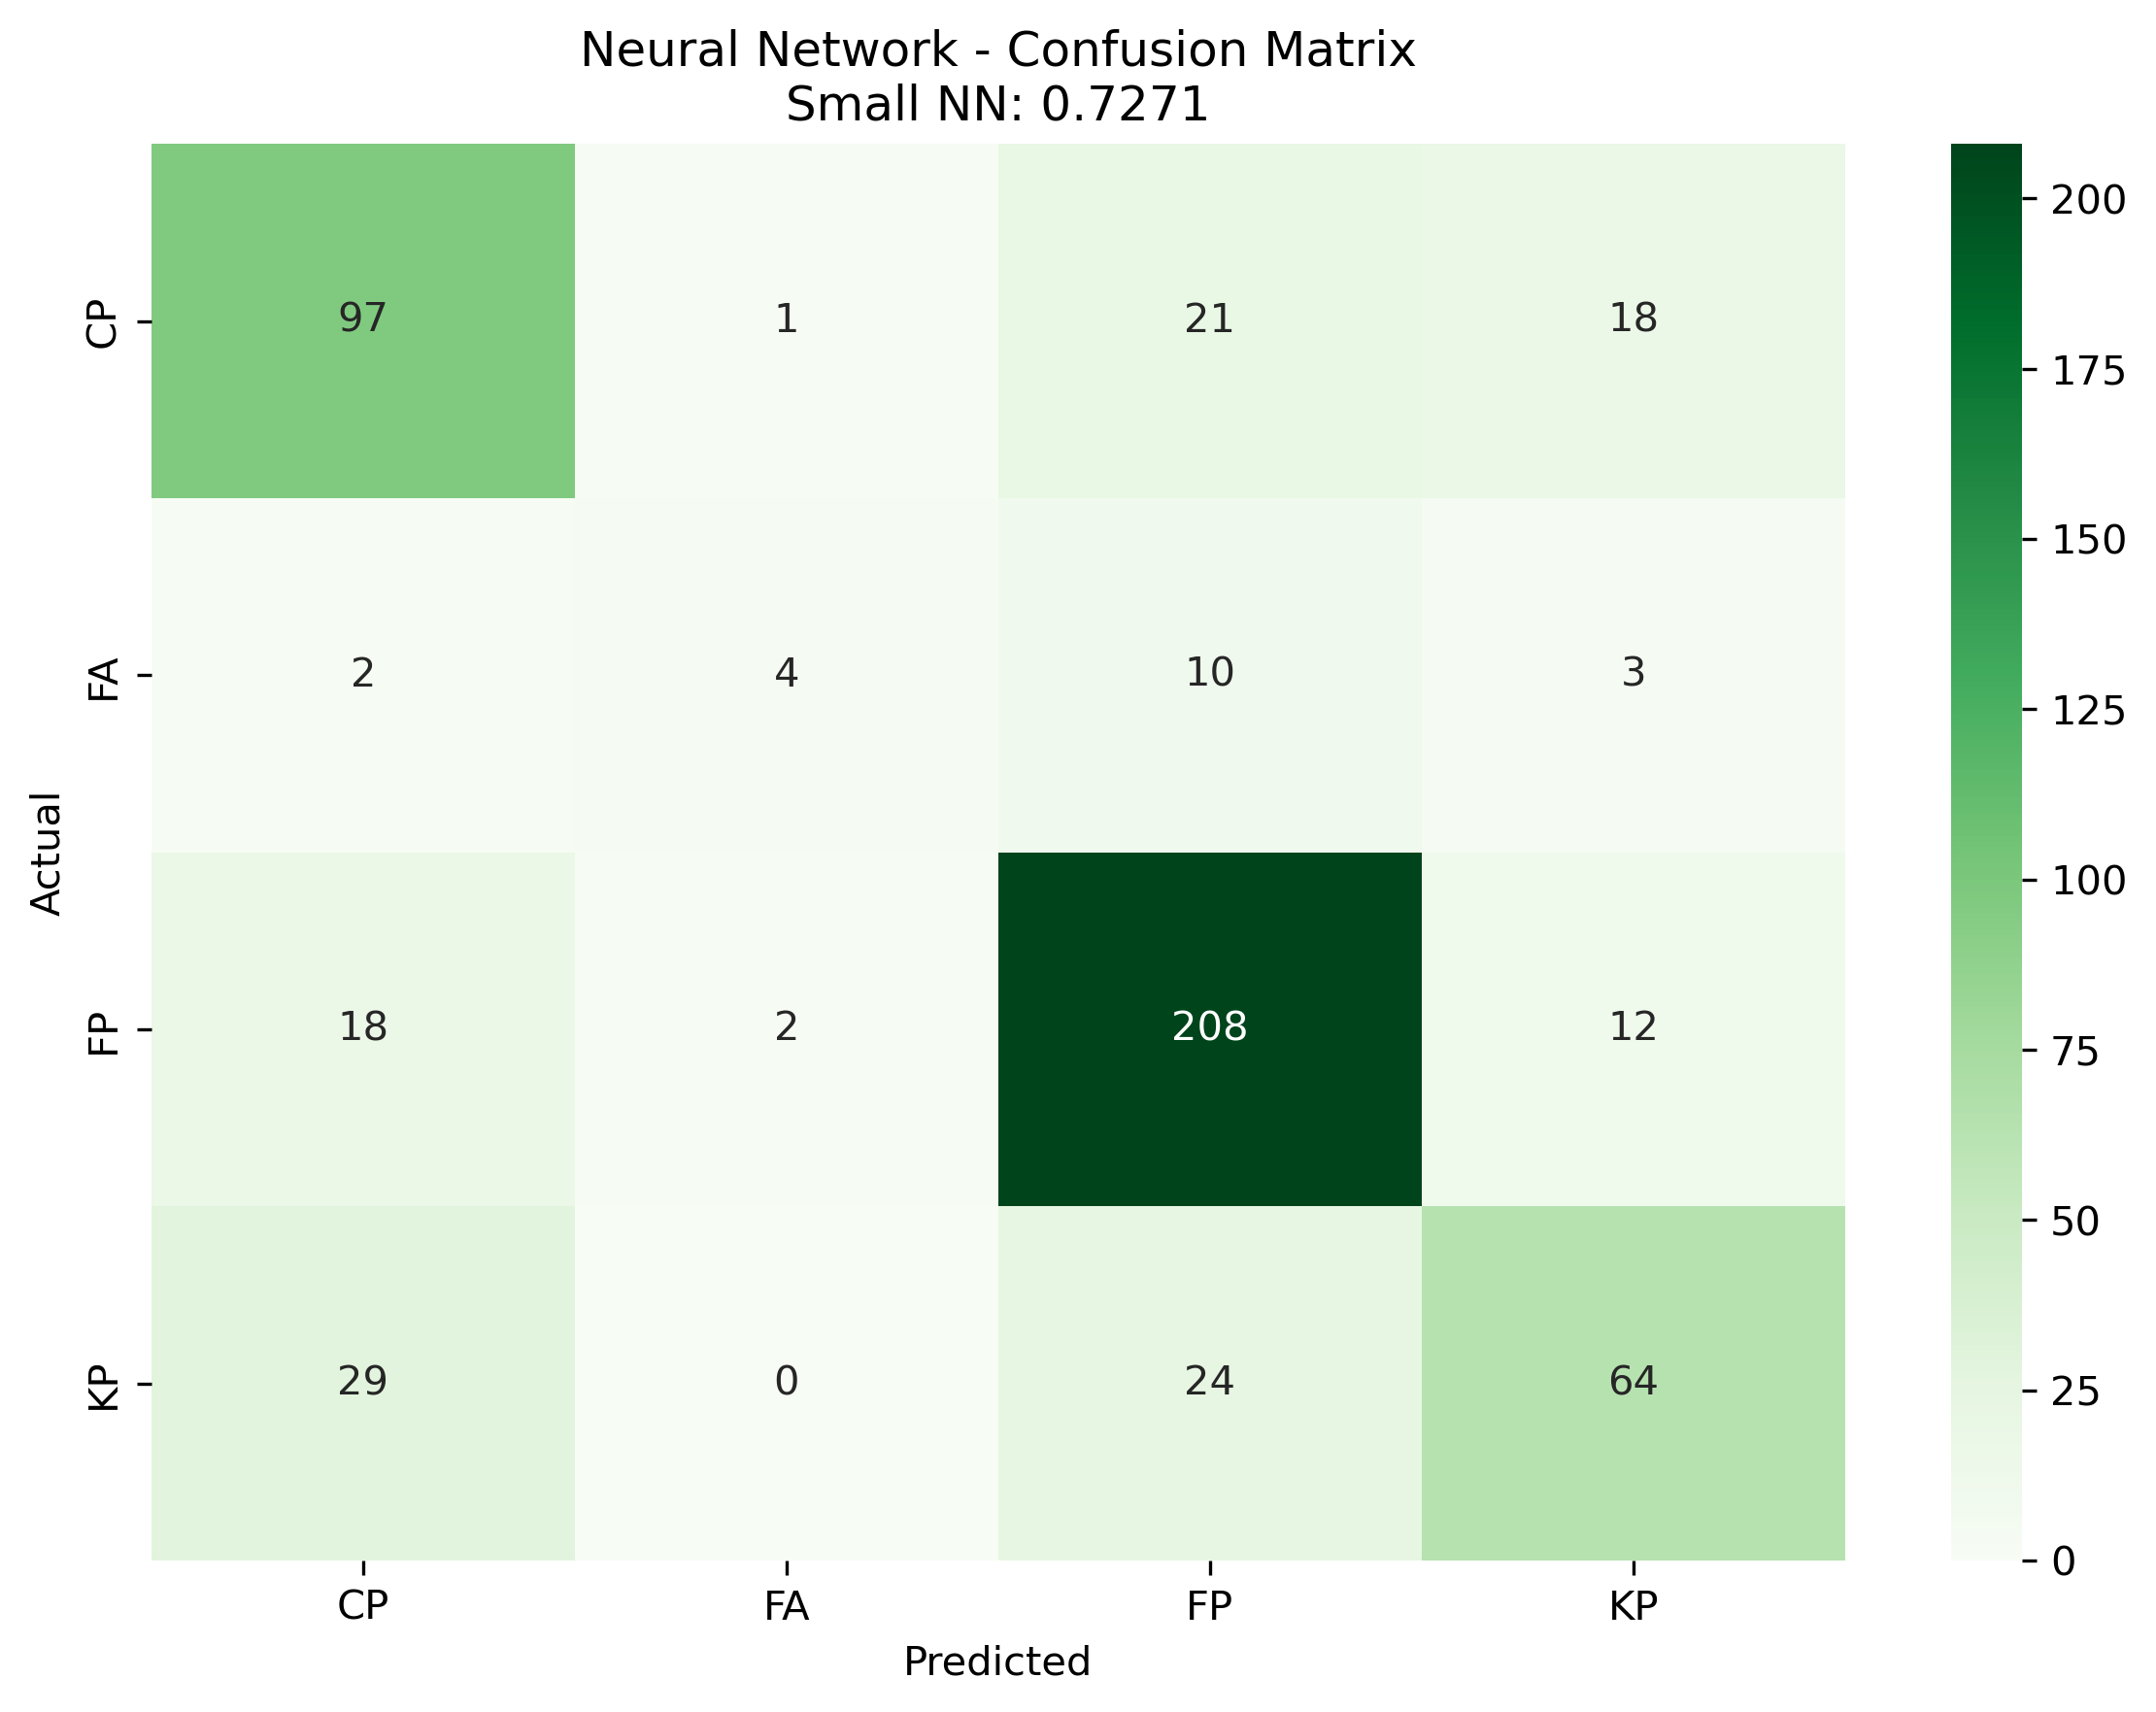 Neural Network - Confusion Matrix
Small NN: 0.7271
Actual
CP
97 1 21 18
FA
2 4 10 3
FP
18 2 208 12
KP
29 0 24 64
CP FA FP KP
Predicted
200
175
150
125
100
75
50
25
0